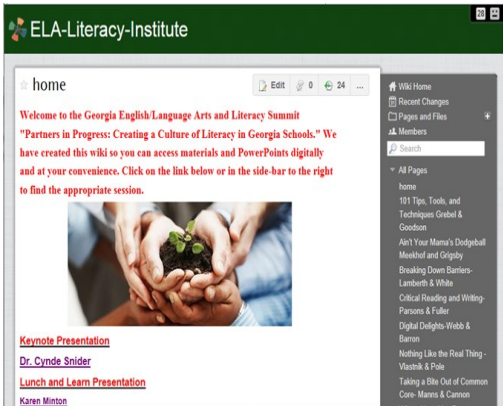 28
ELA-Literacy-Institute
home
Edit
0
24
...
Welcome to the Georgia English/Language Arts and Literacy Summit
"Partners in Progress: Creating a Culture of Literacy in Georgia Schools." We
have created this wiki so you can access materials and PowerPoints digitally
and at your convenience. Click on the link below or in the side-bar to the right
to find the appropriate session.
Keynote Presentation
Dr. Cynde Snider
Lunch and Learn Presentation
Karen Minton
Wiki Home
Recent Changes
Pages and Files
Members
Search
All Pages
home
101 Tips, Tools, and
Techniques Grebel &
Goodson
Ain't Your Mama's Dodgeball
Meekhof and Grigsby
Breaking Down Barriers-
Lamberth & White
Critical Reading and Writing-
Parsons & Fuller
Digital Delights-Webb &
Barron
Nothing Like the Real Thing -
Vlastnik & Pole
Taking a Bite Out of Common
Core- Manns & Cannon